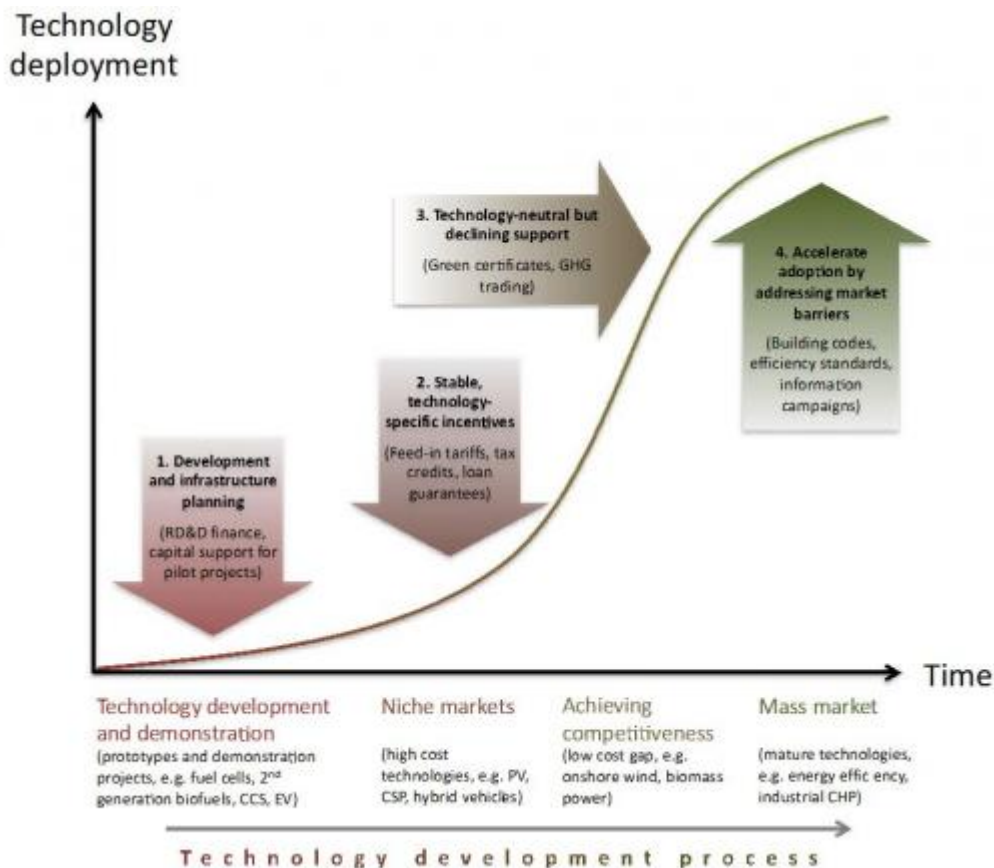 Technology
deployment
3. Technology-neutral but
declining support
(Green certificates, GHG
trading)
4. Accelerate
adoption by
addressing market
barriers
(Building codes,
efficiency standards,
information
campaigns)
2. Stable,
technology-
specific incentives
(Feed-in tariffs, tax
credits, loan
guarantees)
1. Development
and infrastructure
planning
(RD&D finance,
capital support for
pilot projects)
Time
Technology development
and demonstration
(prototypes and demonstration
projects, e.g. fuel cells, 2nd
generation biofuels, CCS, EV)
Niche markets
(high cost
technologies, e.g. PV,
CSP, hybrid vehicles)
Achieving
competitiveness
(low cost gap, e.g.
onshore wind, biomass
power)
Mass market
(mature technologies,
e.g. energy effic ency,
industrial CHP)
Technology development process